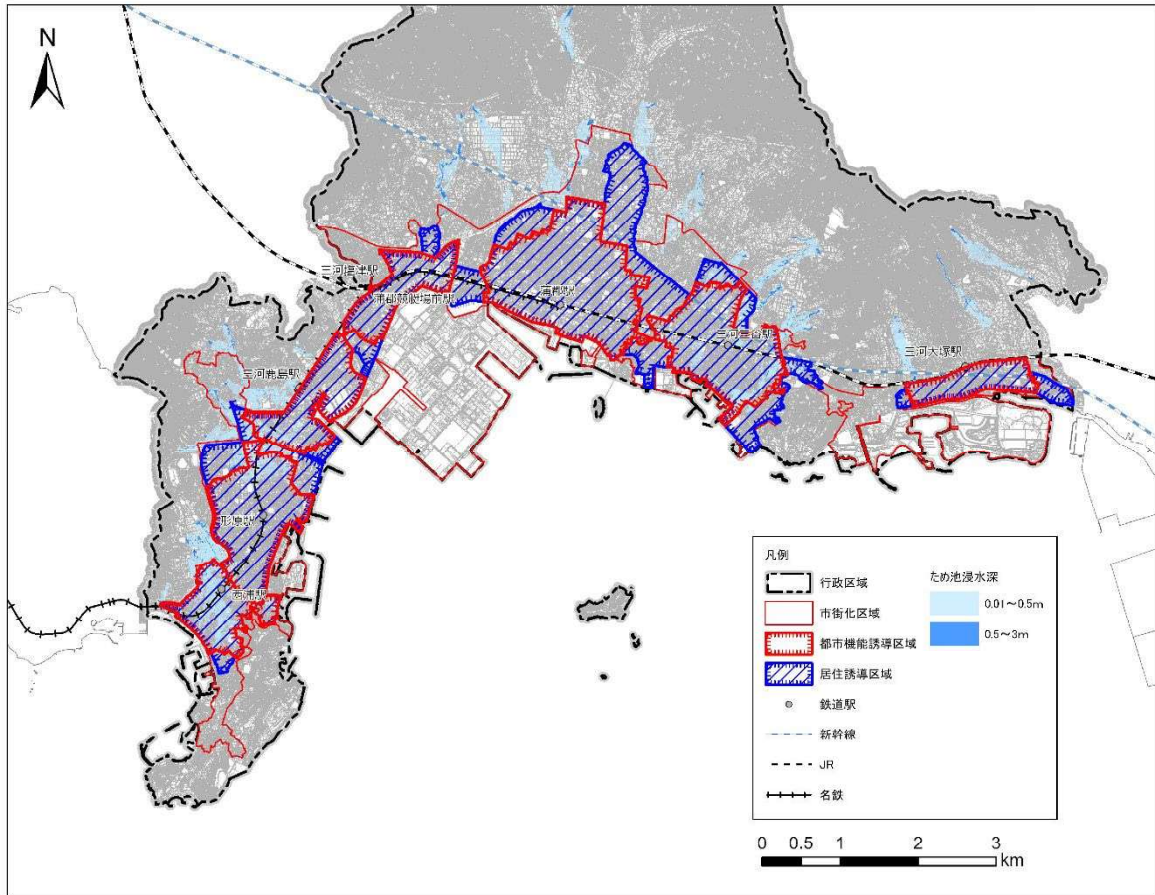 N
三河塩津駅
蒲郡競艇場前駅
蒲郡駅
三河三谷駅
三河大塚駅
三河鹿島駅
形原駅
西浦駅
凡例
行政区域
市街化区域
都市機能誘導区域
居住誘導区域
鉄道駅
新幹線
JR
名鉄
ため池浸水深
0.01~0.5m
0.5~3m
0 0.5 1 2 3
km